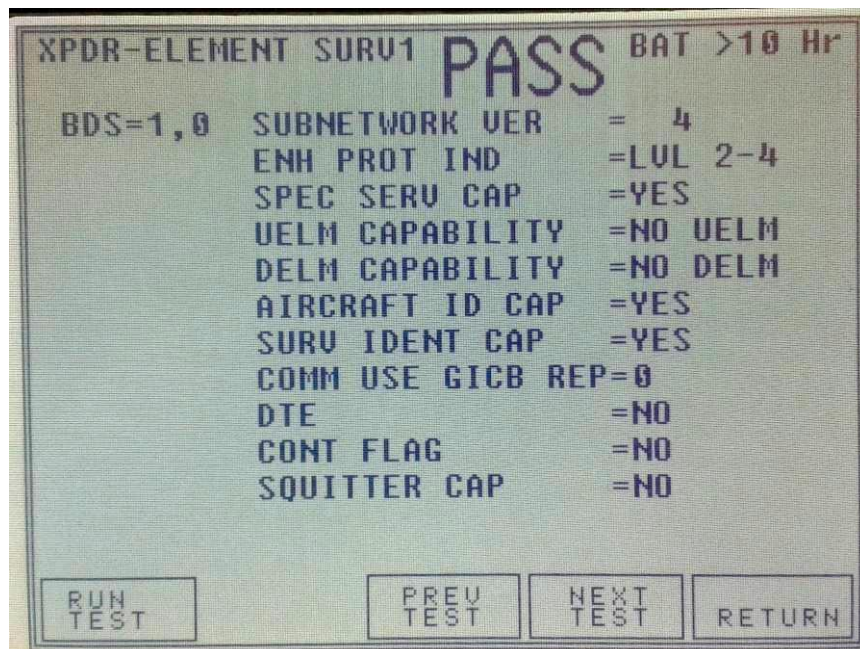 XPDR-ELEMENT SURV1 PASS BAT >10 Hr
BDS=1,0 SUBNETWORK VER = 4
ENH PROT IND =LVL 2-4
SPEC SERV CAP =YES
UELM CAPABILITY =NO UELM
DELM CAPABILITY =NO DELM
AIRCRAFT ID CAP =YES
SURV IDENT CAP =YES
COMM USE GICB REP=0
DTE =NO
CONT FLAG =NO
SQUITTER CAP =NO
RUN TEST
PREV TEST
NEXT TEST
RETURN